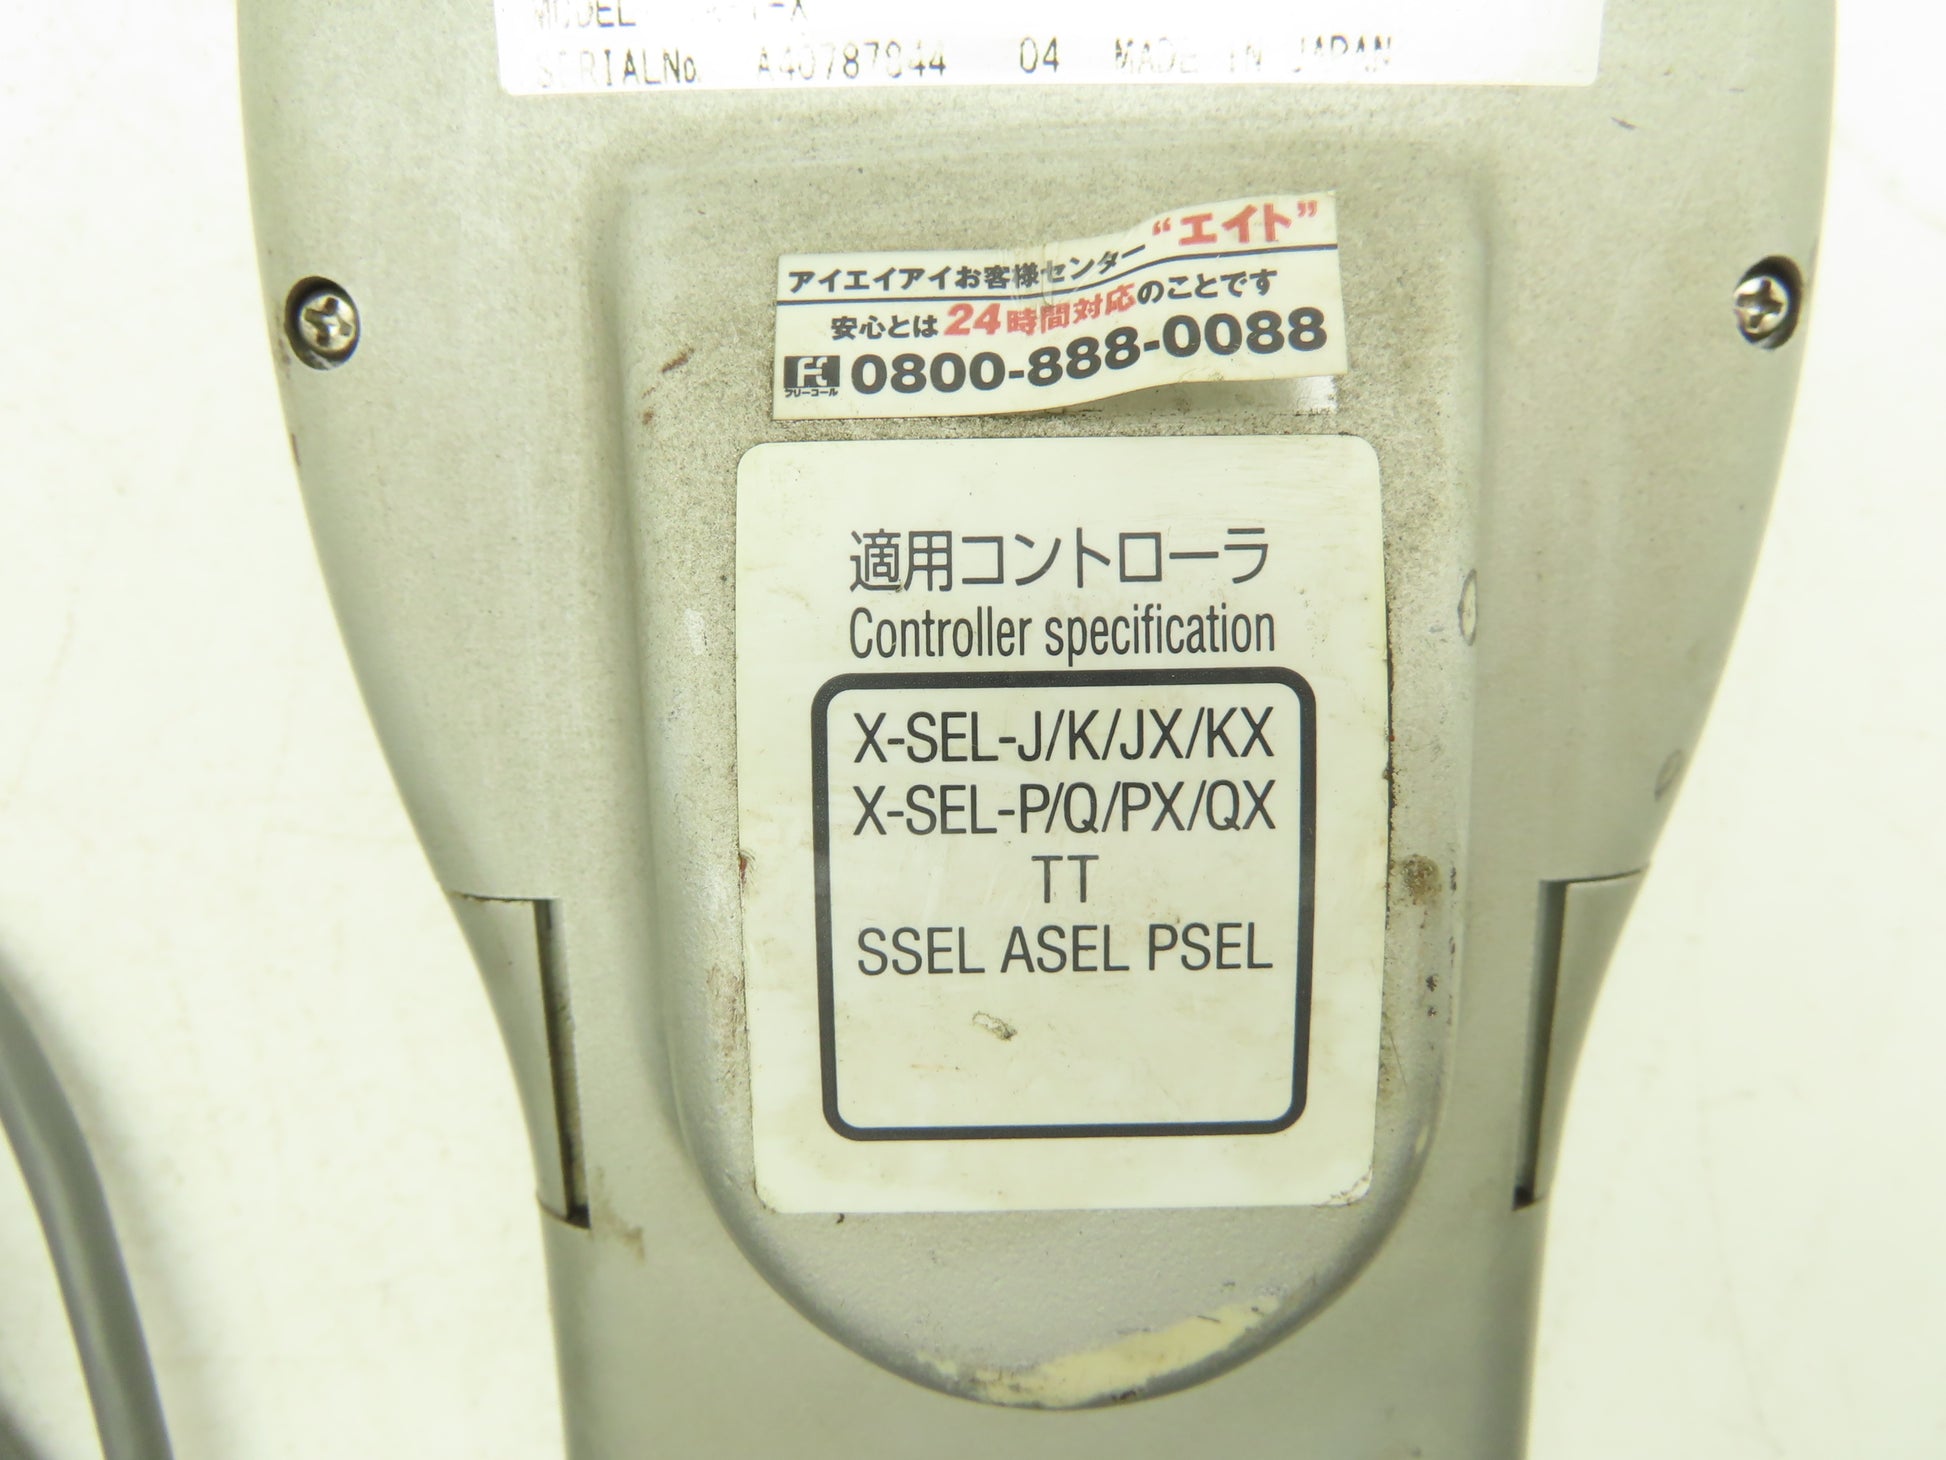 MODEL
SERIALNo. A40787844 04 MADE IN JAPAN
アイエイアイお客様センター “エイト”
安心とは24時間対応のことです
フリーコール 0800-888-0088
適用コントローラ
Controller specification
X-SEL-J/K/JX/KX
X-SEL-P/Q/PX/QX
TT
SSEL ASEL PSEL